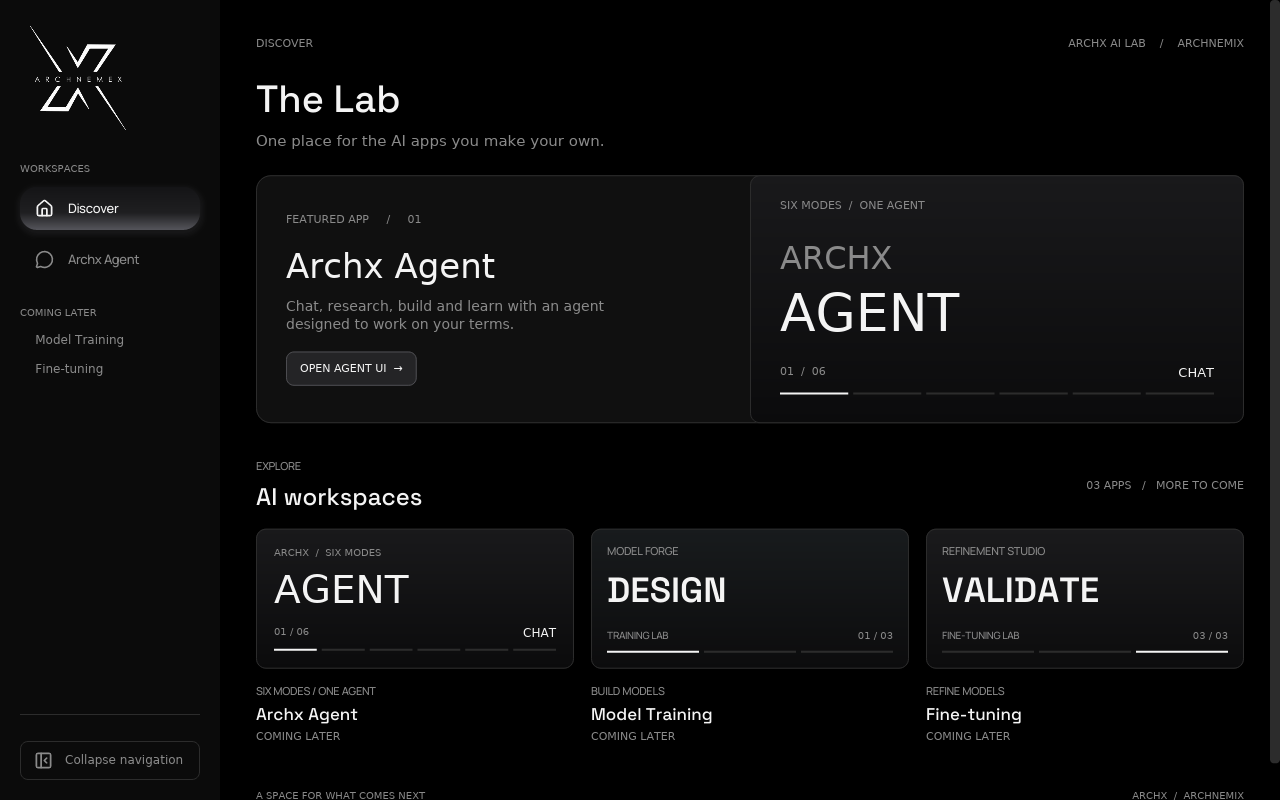 ARCHNEMEX
WORKSPACES
Discover
Archx Agent
COMING LATER
Model Training
Fine-tuning
Collapse navigation
DISCOVER
ARCHX AI LAB / ARCHNEMIX
The Lab
One place for the AI apps you make your own.
FEATURED APP / 01
Archx Agent
Chat, research, build and learn with an agent
designed to work on your terms.
OPEN AGENT UI →
SIX MODES / ONE AGENT
ARCHX
AGENT
01 / 06
CHAT
EXPLORE
AI workspaces
03 APPS / MORE TO COME
ARCHX / SIX MODES
AGENT
01 / 06
CHAT
SIX MODES / ONE AGENT
Archx Agent
COMING LATER
MODEL FORGE
DESIGN
TRAINING LAB
01 / 03
BUILD MODELS
Model Training
COMING LATER
REFINEMENT STUDIO
VALIDATE
FINE-TUNING LAB
03 / 03
REFINE MODELS
Fine-tuning
COMING LATER
A SPACE FOR WHAT COMES NEXT
ARCHX / ARCHNEMIX